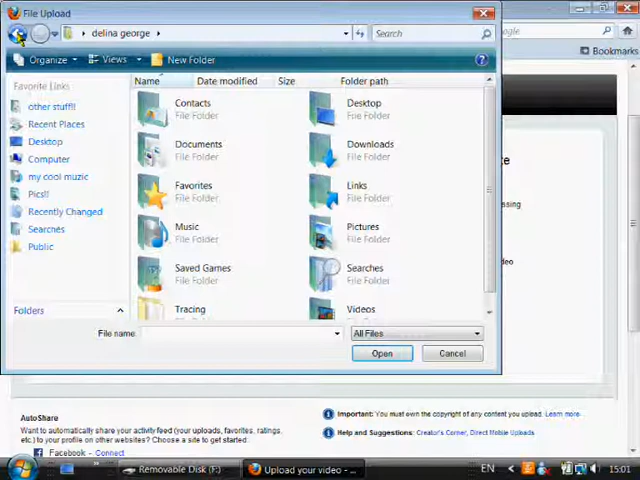 File Upload
delina george
Search
oogle
Organize
Views
New Folder
Bookmarks
Favorite Links
Name
Date modified
Size
Folder path
other stuff!!
Recent Places
Desktop
Computer
my cool muzic
Pics!!
Recently Changed
Searches
Public
Folders
Contacts
File Folder
Desktop
File Folder
Documents
File Folder
Downloads
File Folder
Favorites
File Folder
Links
File Folder
Music
File Folder
Pictures
File Folder
Saved Games
File Folder
Searches
File Folder
Tracing
Videos
ssing
deo
File name
All Files
Open
Cancel
AutoShare
Want to automatically share your activity feed (your uploads, favorites, ratings,
etc.) to your profile on other websites? Choose a site to get started:
Facebook - Connect
Important: You must own the copyright of any content you upload. Learn more
Help and Suggestions: Creator's Corner, Direct Mobile Uploads
Removable Disk (F:)
Upload your video - ...
EN
15:01